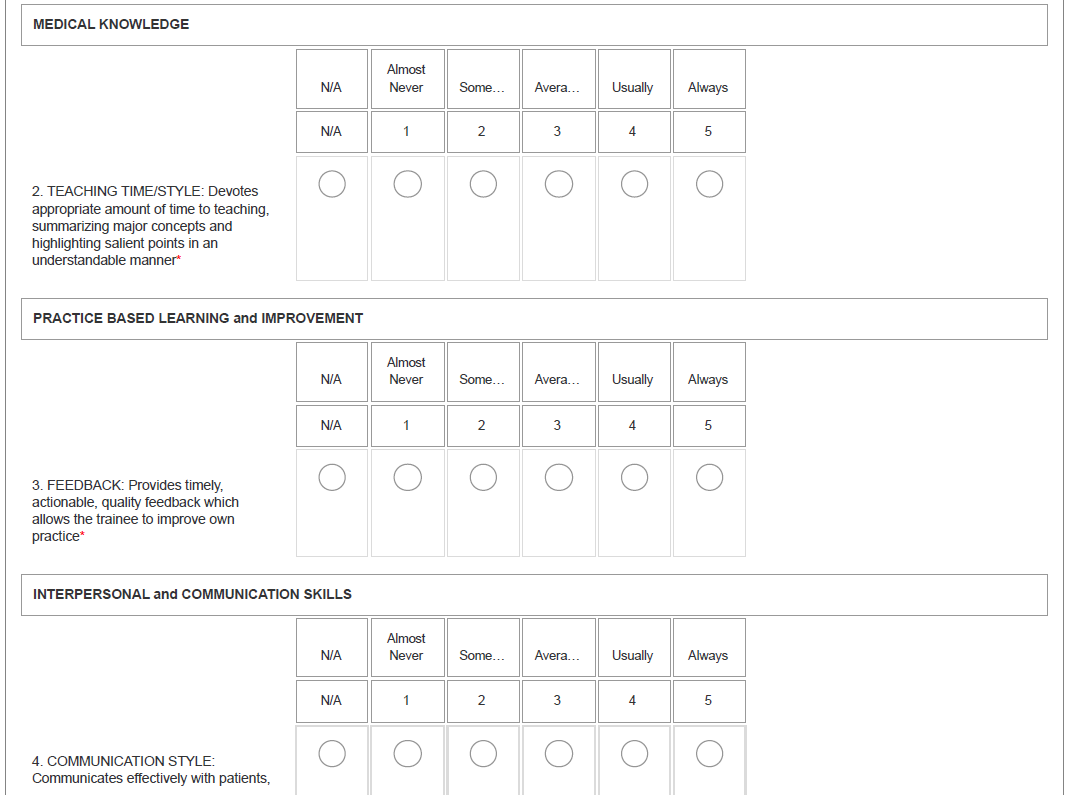 MEDICAL KNOWLEDGE
Almost
N/A Never Some… Avera… Usually Always
N/A 1 2 3 4 5
2. TEACHING TIME/STYLE: Devotes
appropriate amount of time to teaching,
summarizing major concepts and
highlighting salient points in an
understandable manner*
PRACTICE BASED LEARNING and IMPROVEMENT
Almost
N/A Never Some… Avera… Usually Always
N/A 1 2 3 4 5
3. FEEDBACK: Provides timely,
actionable, quality feedback which
allows the trainee to improve own
practice*
INTERPERSONAL and COMMUNICATION SKILLS
Almost
N/A Never Some… Avera… Usually Always
N/A 1 2 3 4 5
4. COMMUNICATION STYLE:
Communicates effectively with patients,